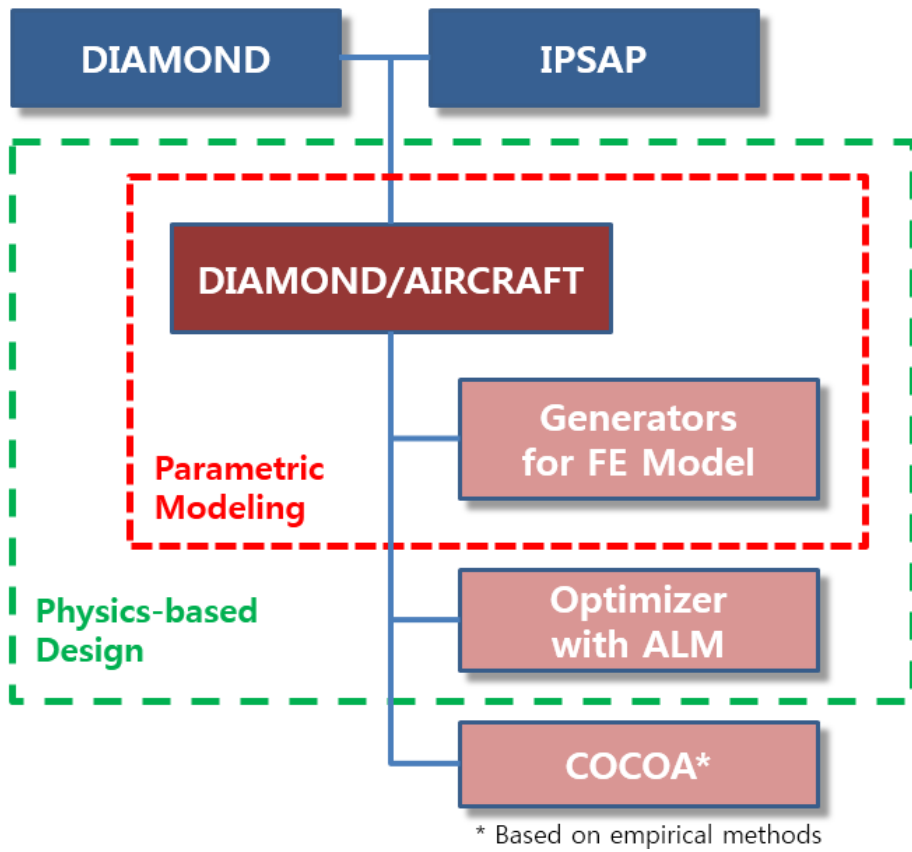 DIAMOND
IPSAP
DIAMOND/AIRCRAFT
Generators
for FE Model
Parametric
Modeling
Optimizer
with ALM
Physics-based
Design
COCOA*
* Based on empirical methods